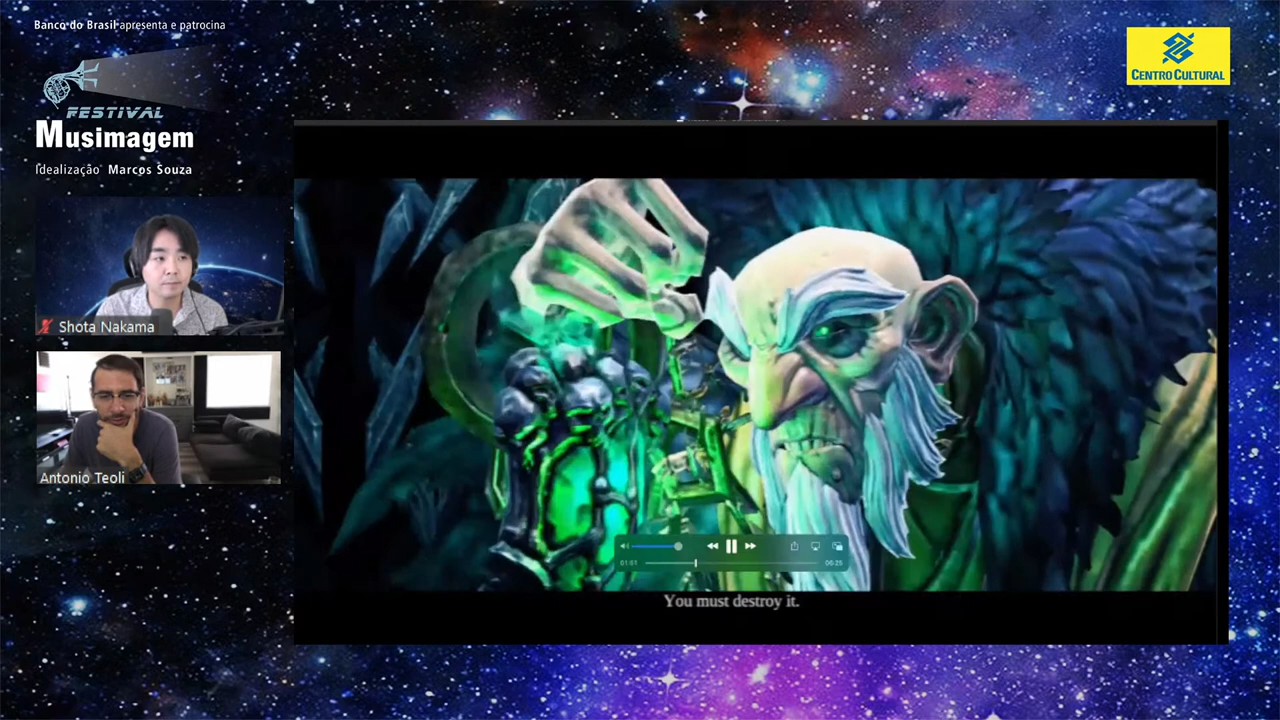 Banco do Brasil apresenta e patrocina
FESTIVAL
Musimagem
Idealização Marcos Souza
CENTRO CULTURAL
Shota Nakama
Antonio Teoli
01:51
06:25
You must destroy it.